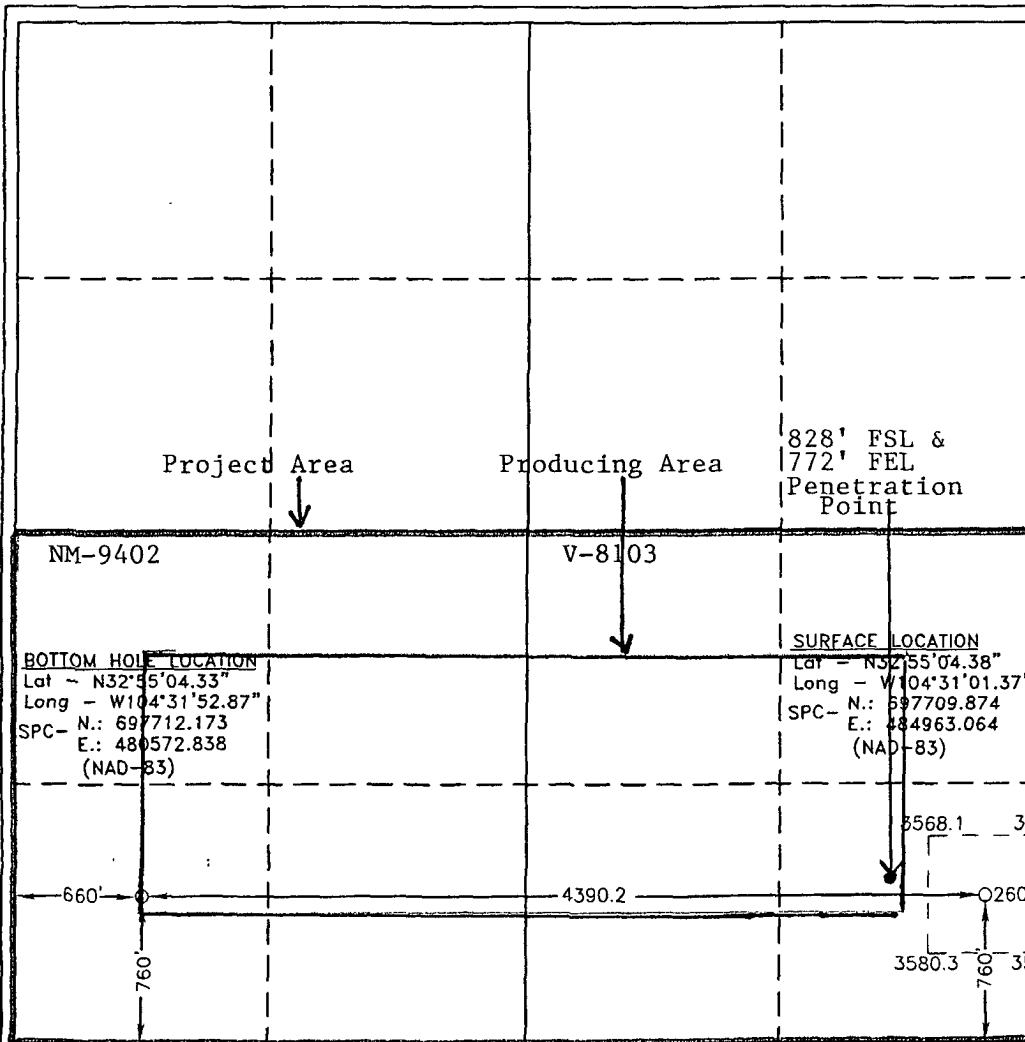 828' FSL &
772' FEL
Penetration
Point
Project Area
Producing Area
NM-9402
V-8103
BOTTOM HOLE LOCATION
Lat - N32°55'04.33"
Long - W104°31'52.87"
SPC- N.: 697712.173
E.: 480572.838
(NAD-83)
SURFACE LOCATION
Lat - N32°55'04.38"
Long - W104°31'01.37"
SPC- N.: 697709.874
E.: 484963.064
(NAD-83)
3568.1
660'
4390.2
760'
3580.3
760'